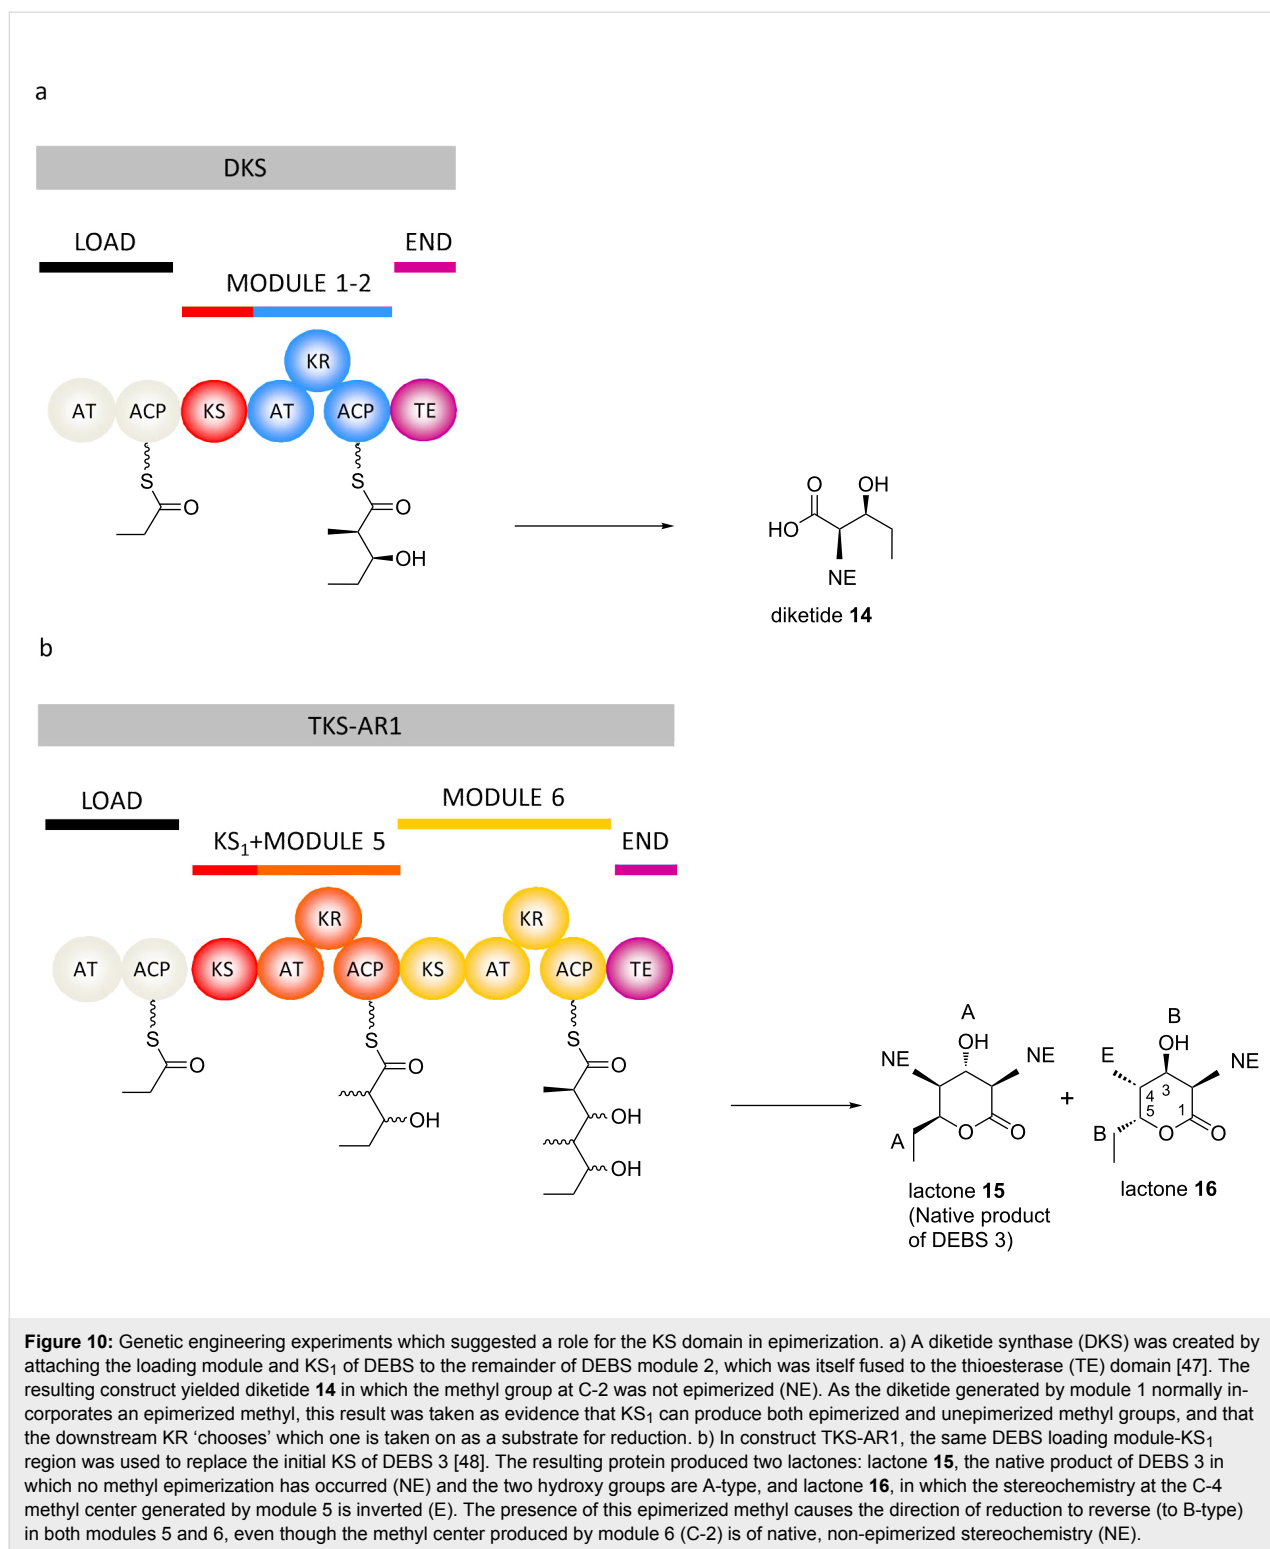 a
DKS
LOAD
END
MODULE 1-2
KR
AT
ACP
KS
AT
ACP
TE
S
O
S
O
OH
O
OH
HO
NE
diketide 14
b
TKS-AR1
LOAD
MODULE 6
KS1+MODULE 5
END
KR
KR
AT
ACP
KS
AT
ACP
KS
AT
ACP
TE
S
O
S
O
OH
S
O
OH
OH
A
OH
NE
NE
A
O
O
lactone 15
(Native product
of DEBS 3)
+
B
OH
E
NE
4
3
5
1
B
O
O
lactone 16
Figure 10: Genetic engineering experiments which suggested a role for the KS domain in epimerization. a) A diketide synthase (DKS) was created by
attaching the loading module and KS1 of DEBS to the remainder of DEBS module 2, which was itself fused to the thioesterase (TE) domain [47]. The
resulting construct yielded diketide 14 in which the methyl group at C-2 was not epimerized (NE). As the diketide generated by module 1 normally in-
corporates an epimerized methyl, this result was taken as evidence that KS1 can produce both epimerized and unepimerized methyl groups, and that
the downstream KR ‘chooses’ which one is taken on as a substrate for reduction. b) In construct TKS-AR1, the same DEBS loading module-KS1
region was used to replace the initial KS of DEBS 3 [48]. The resulting protein produced two lactones: lactone 15, the native product of DEBS 3 in
which no methyl epimerization has occurred (NE) and the two hydroxy groups are A-type, and lactone 16, in which the stereochemistry at the C-4
methyl center generated by module 5 is inverted (E). The presence of this epimerized methyl causes the direction of reduction to reverse (to B-type)
in both modules 5 and 6, even though the methyl center produced by module 6 (C-2) is of native, non-epimerized stereochemistry (NE).